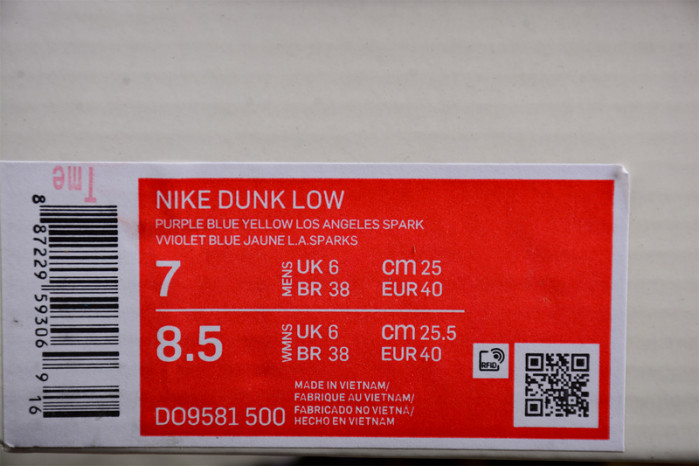 Tme
8 87229 59306 9 16
NIKE DUNK LOW
PURPLE BLUE YELLOW LOS ANGELES SPARK
VVIOLET BLUE JAUNE L.A.SPARKS
7 MENS UK 6 cm 25
BR 38 EUR 40
8.5 WMNS UK 6 cm 25.5
BR 38 EUR 40
RFID
MADE IN VIETNAM/
FABRIQUE AU VIETNAM/
FABRICADO NO VIETNÁ/
HECHO EN VIETNAM
DO9581 500